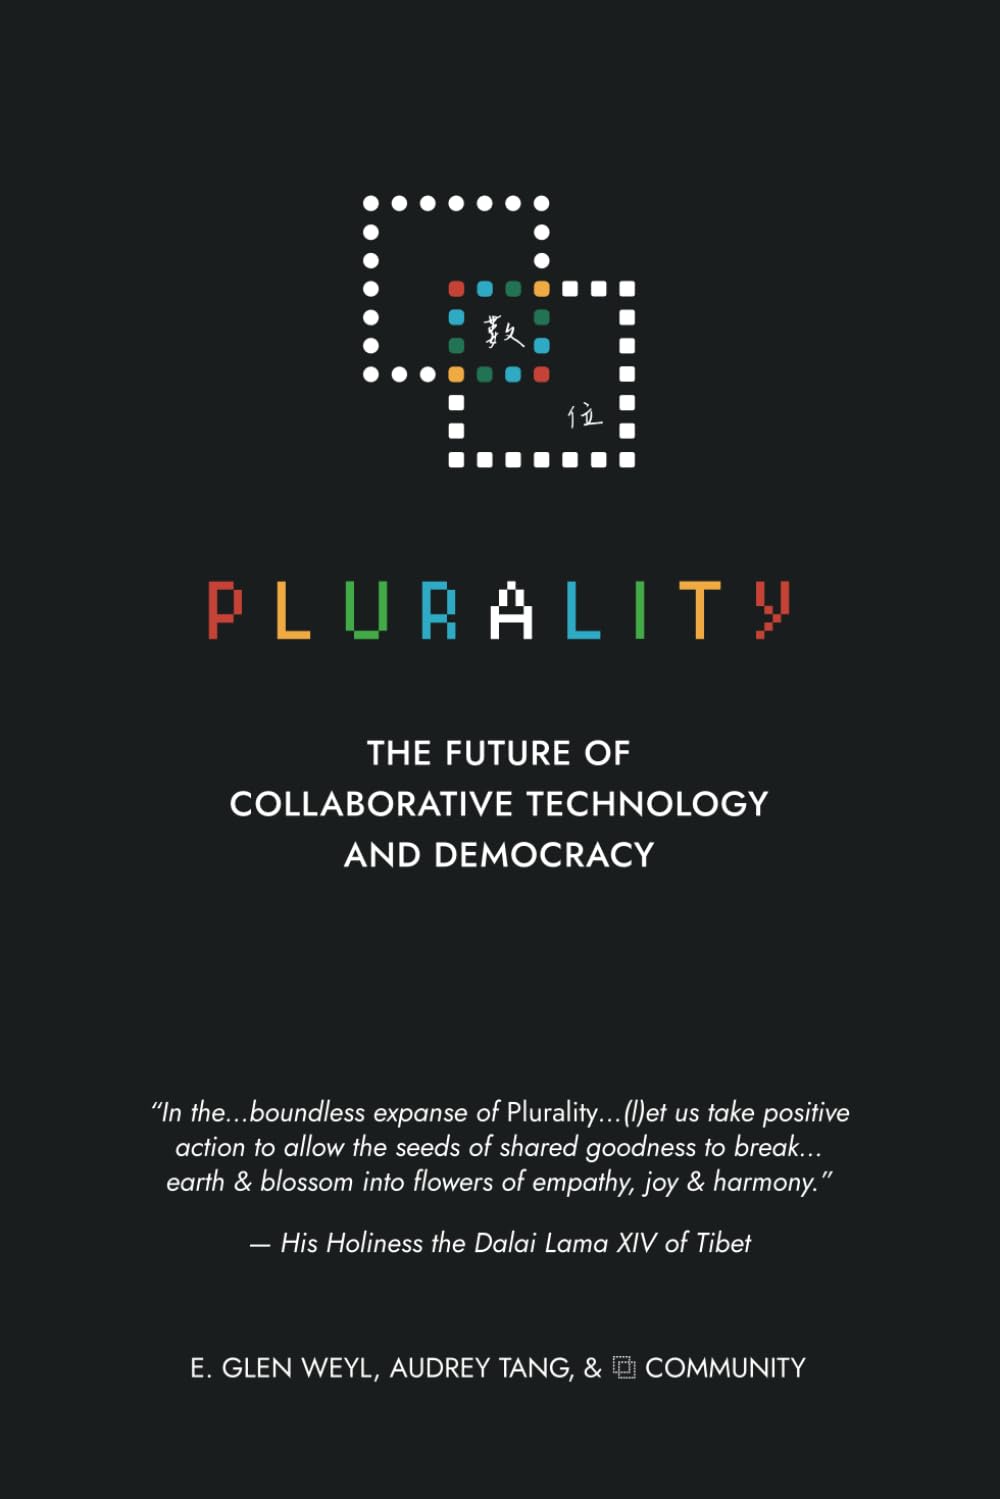 數
位
PLURALITY
THE FUTURE OF
COLLABORATIVE TECHNOLOGY
AND DEMOCRACY
“In the...boundless expanse of Plurality...(l)et us take positive
action to allow the seeds of shared goodness to break...
earth & blossom into flowers of empathy, joy & harmony.”
— His Holiness the Dalai Lama XIV of Tibet
E. GLEN WEYL, AUDREY TANG, & ⿻ COMMUNITY